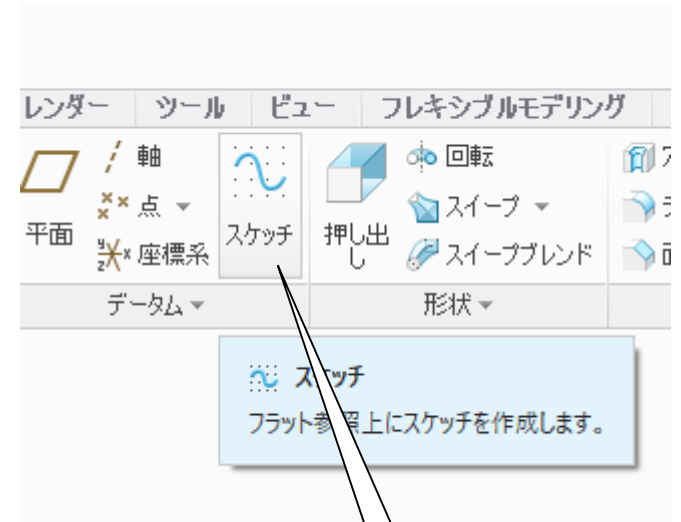 レンダー ツール ビュー フレキシブルモデリング
平面
軸
点
座標系
スケッチ
押し出し
回転
スイープ
スイープブレンド
データム
形状
スケッチ
フラット参照上にスケッチを作成します。